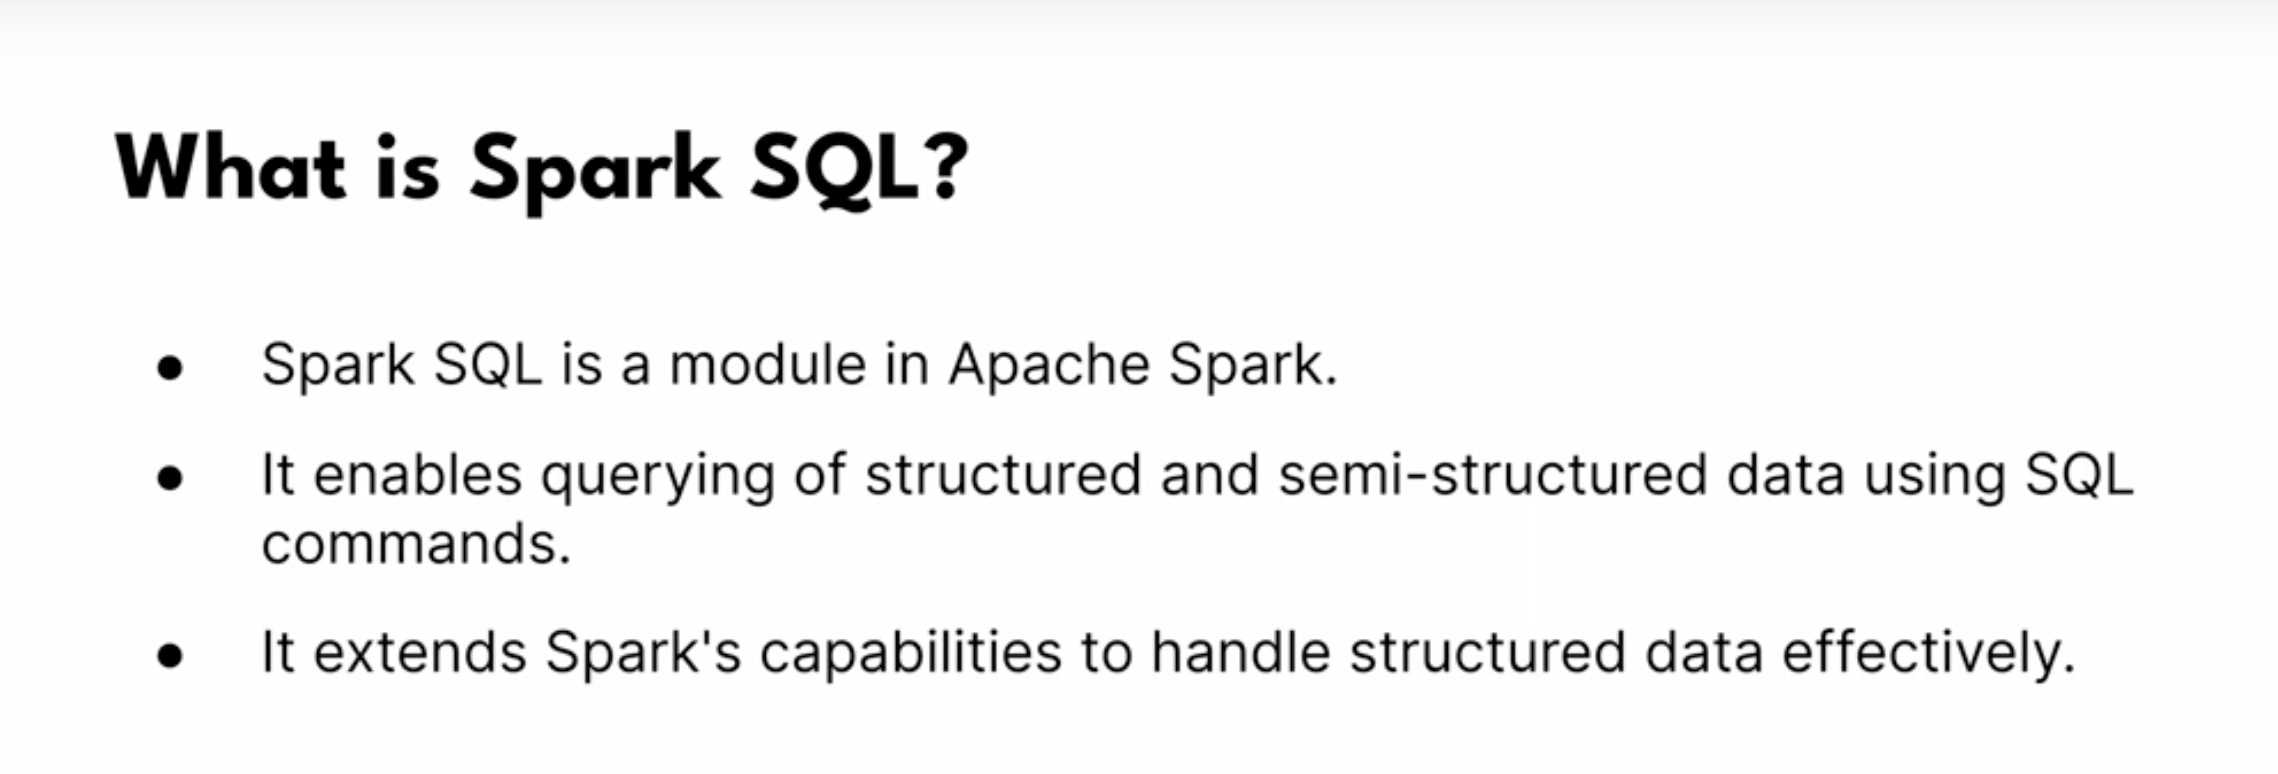 What is Spark SQL?
● Spark SQL is a module in Apache Spark.
● It enables querying of structured and semi-structured data using SQL
commands.
● It extends Spark's capabilities to handle structured data effectively.